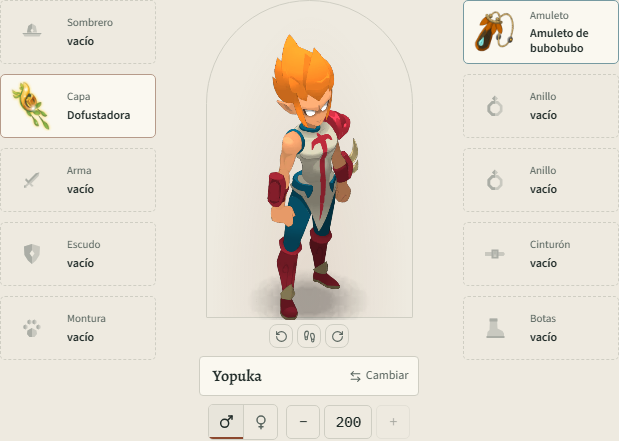 Sombrero
vacío
Capa
Dofustadora
Arma
vacío
Escudo
vacío
Montura
vacío
Amuleto
Amuleto de
bubobubo
Anillo
vacío
Anillo
vacío
Cinturón
vacío
Botas
vacío
Yopuka
Cambiar
♂ ♀ − 200 +